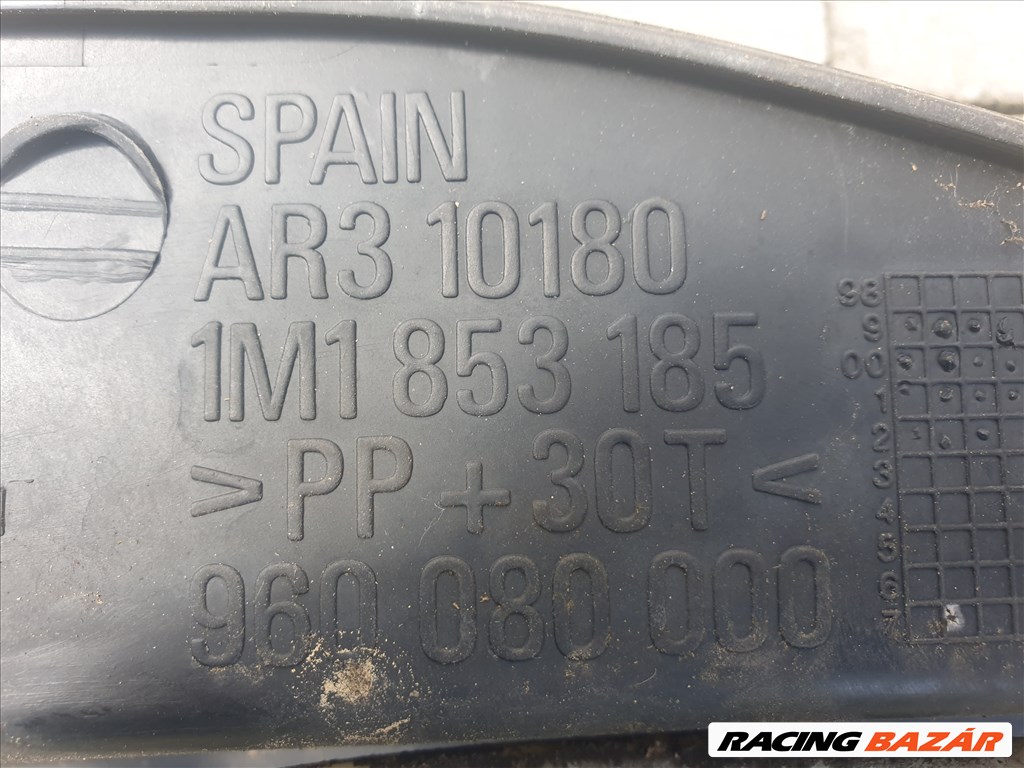 SPAIN
AR3 10180
1M1 853 185
>PP+30T<
960 080 000
98
9
00
1
2
3
4
5
6
7
RACING BAZÁR